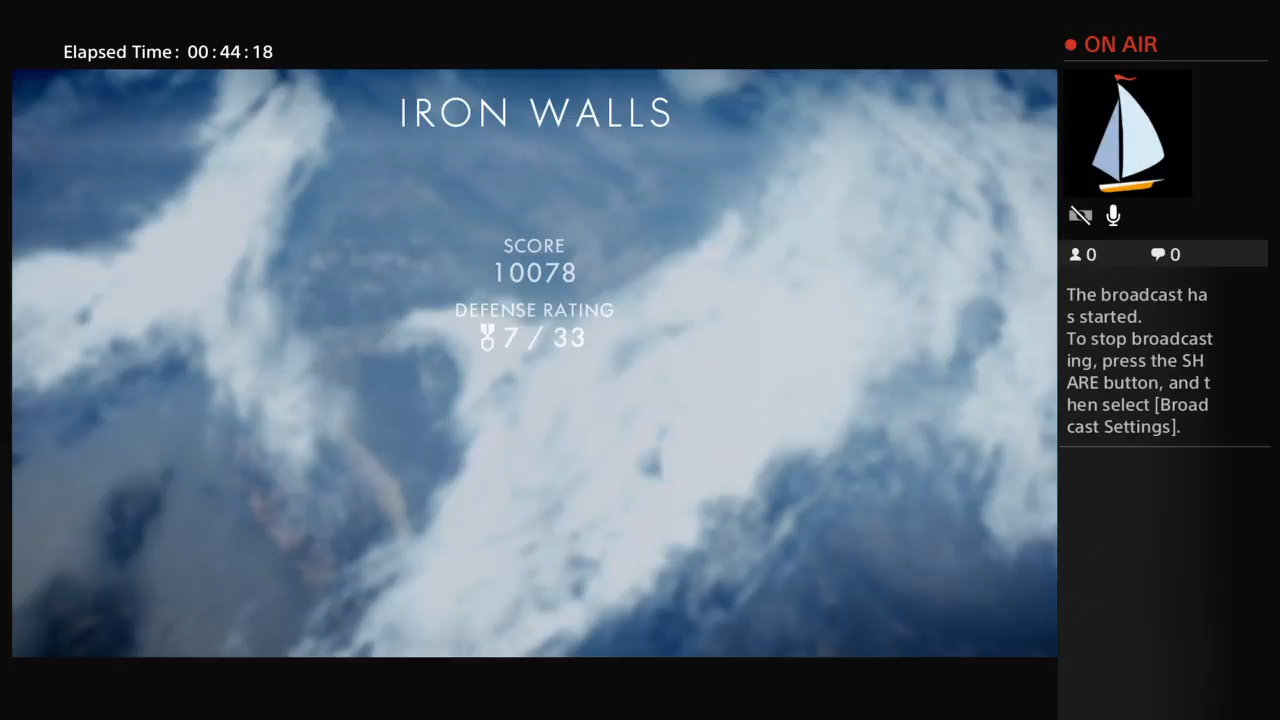 Elapsed Time: 00:44:18
ON AIR
IRON WALLS
SCORE
10078
DEFENSE RATING
7 / 33
0 0
The broadcast ha
s started.
To stop broadcast
ing, press the SH
ARE button, and t
hen select [Broad
cast Settings].